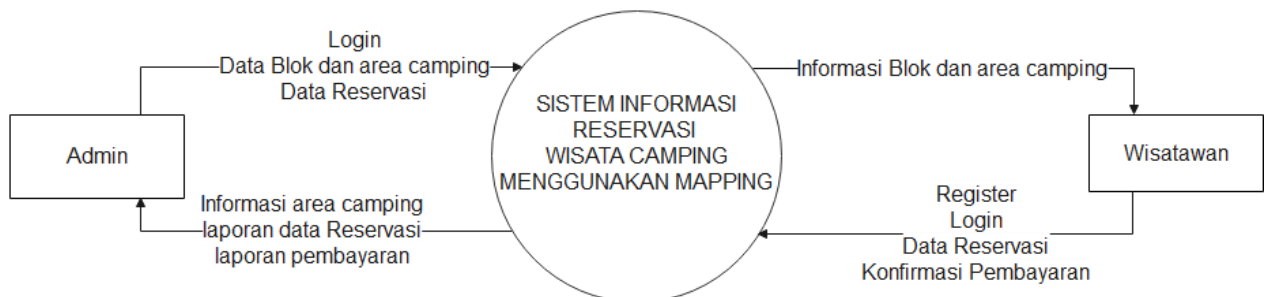 Login
Data Blok dan area camping
Data Reservasi
Informasi Blok dan area camping
SISTEM INFORMASI
RESERVASI
WISATA CAMPING
MENGGUNAKAN MAPPING
Admin
Wisatawan
Informasi area camping
laporan data Reservasi
laporan pembayaran
Register
Login
Data Reservasi
Konfirmasi Pembayaran